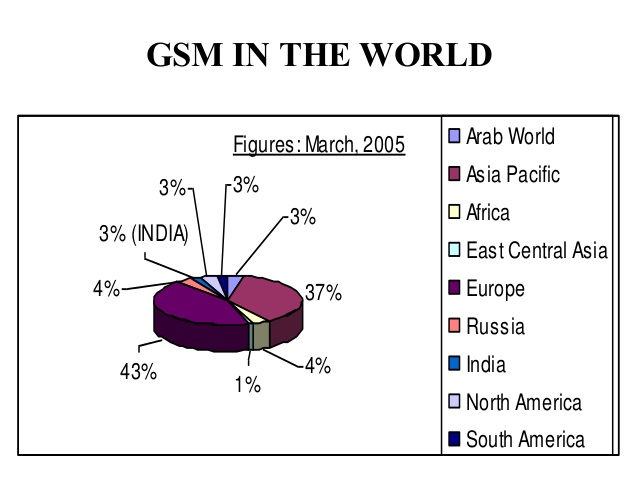 GSM IN THE WORLD
Figures: March, 2005
3%
3%
3%
3% (INDIA)
4%
37%
43%
1%
4%
Arab World
Asia Pacific
Africa
East Central Asia
Europe
Russia
India
North America
South America